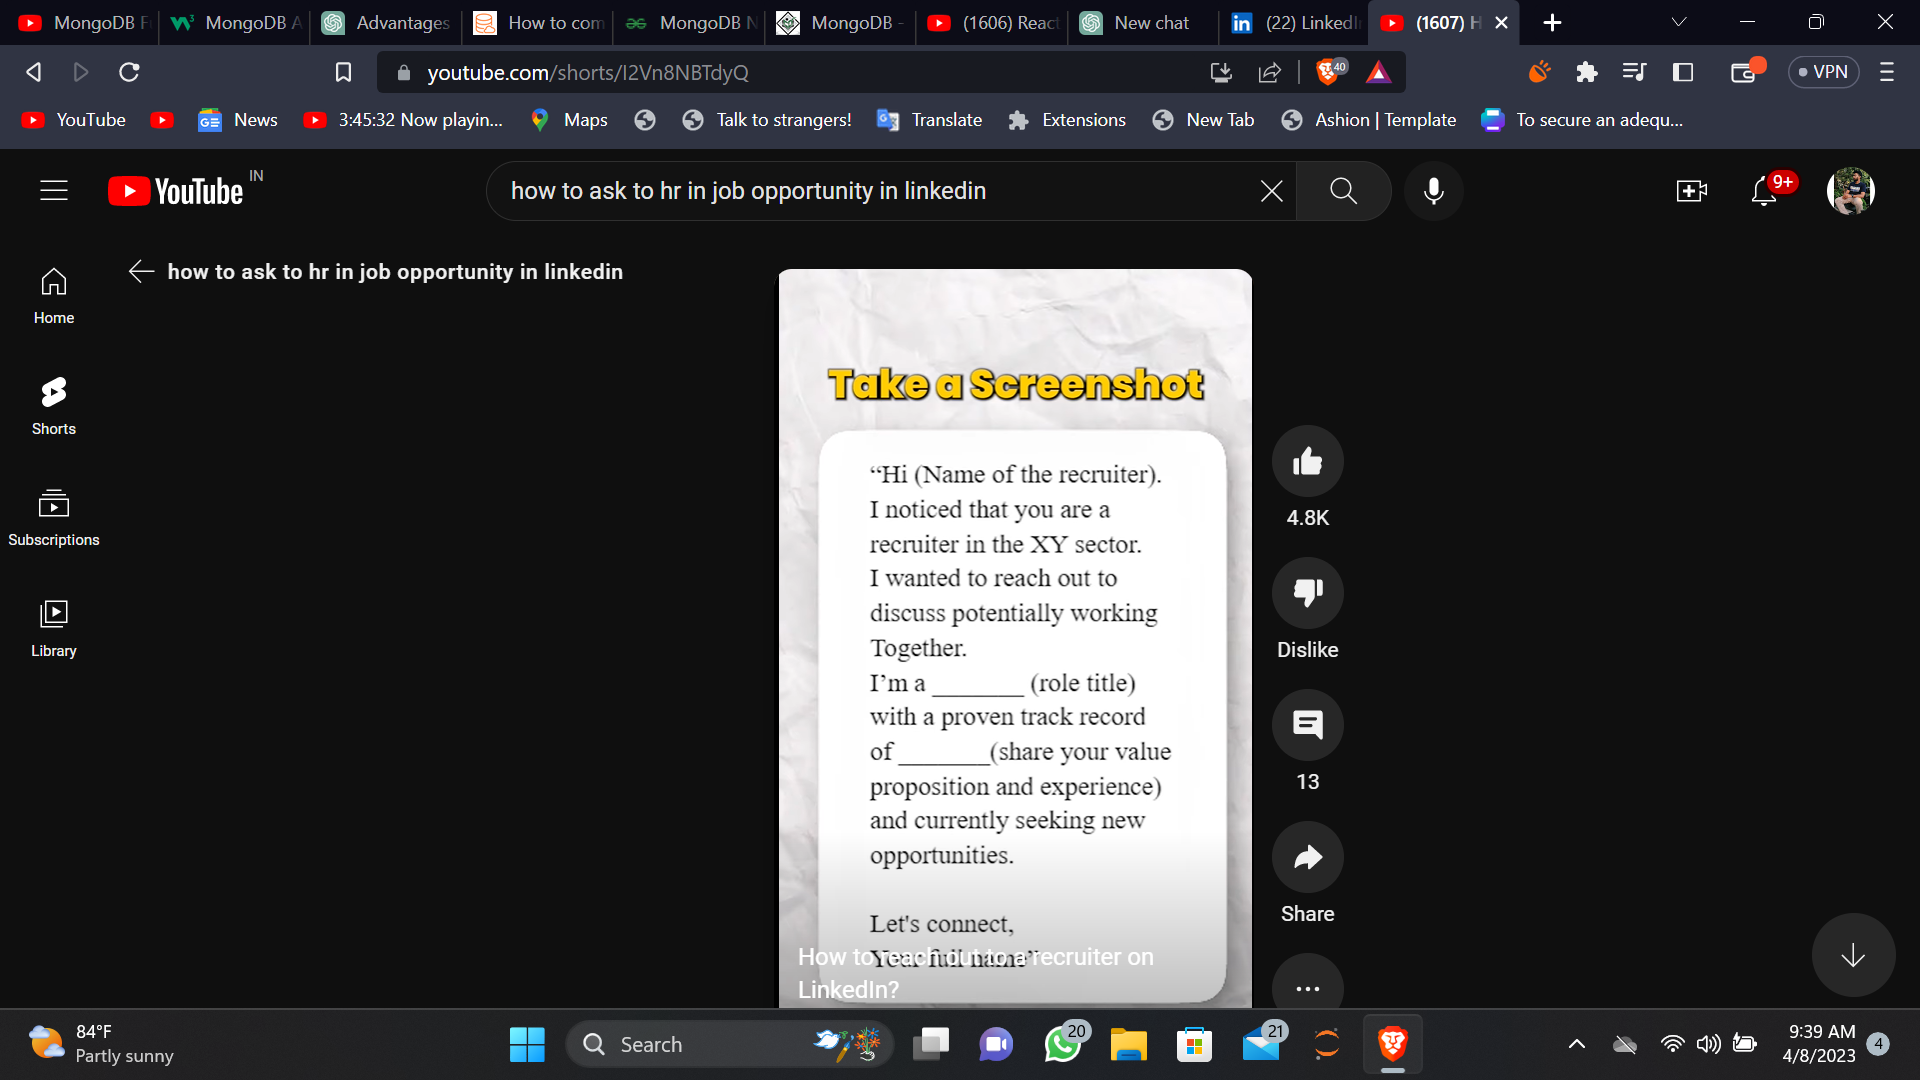 MongoDB F
MongoDB A
Advantages
How to com
MongoDB N
MongoDB -
(1606) React
New chat
(22) LinkedIn
(1607) H
youtube.com/shorts/I2Vn8NBTdyQ
40
VPN
YouTube
News
3:45:32 Now playin...
Maps
Talk to strangers!
Translate
Extensions
New Tab
Ashion | Template
To secure an adequ...
YouTube IN
how to ask to hr in job opportunity in linkedin
9+
how to ask to hr in job opportunity in linkedin
Home
Shorts
Subscriptions
Library
Take a Screenshot
“Hi (Name of the recruiter).
I noticed that you are a
recruiter in the XY sector.
I wanted to reach out to
discuss potentially working
Together.
I’m a _______ (role title)
with a proven track record
of _______(share your value
proposition and experience)
and currently seeking new
opportunities.
Let's connect,
Your full name”
How to reach out to a recruiter on
LinkedIn?
4.8K
Dislike
13
Share
84°F
Partly sunny
Search
20
21
9:39 AM
4/8/2023
4